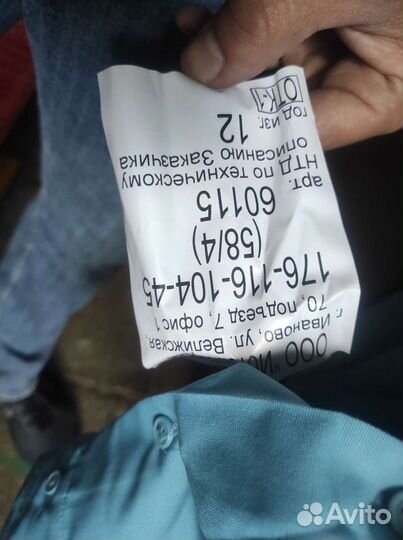 ООО
г. Иваново, ул. Велижская,
70, подъезд 7, офис 1
176-116-104-45
(58/4)
арт. 60115
НТД по техническому
описанию Заказчика
год изг. 12
ОТК-1
Avito